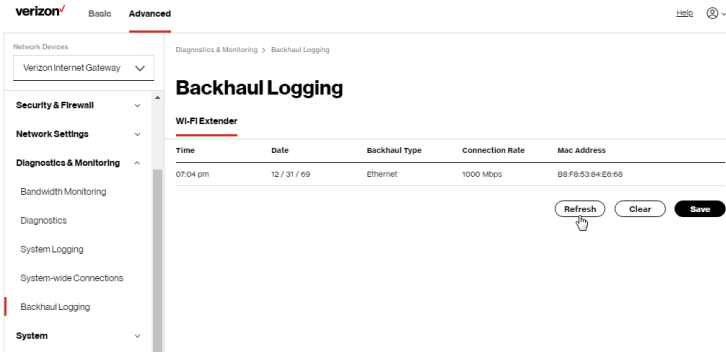 verizon✓ Basic Advanced Help
Network Devices
Verizon Internet Gateway
Security & Firewall
Network Settings
Diagnostics & Monitoring
Bandwidth Monitoring
Diagnostics
System Logging
System-wide Connections
Backhaul Logging
System
Diagnostics & Monitoring > Backhaul Logging
Backhaul Logging
Wi-Fi Extender
Time Date Backhaul Type Connection Rate Mac Address
07:04 pm 12 / 31 / 69 Ethernet 1000 Mbps B8:F8:53:84:E6:68
Refresh Clear Save